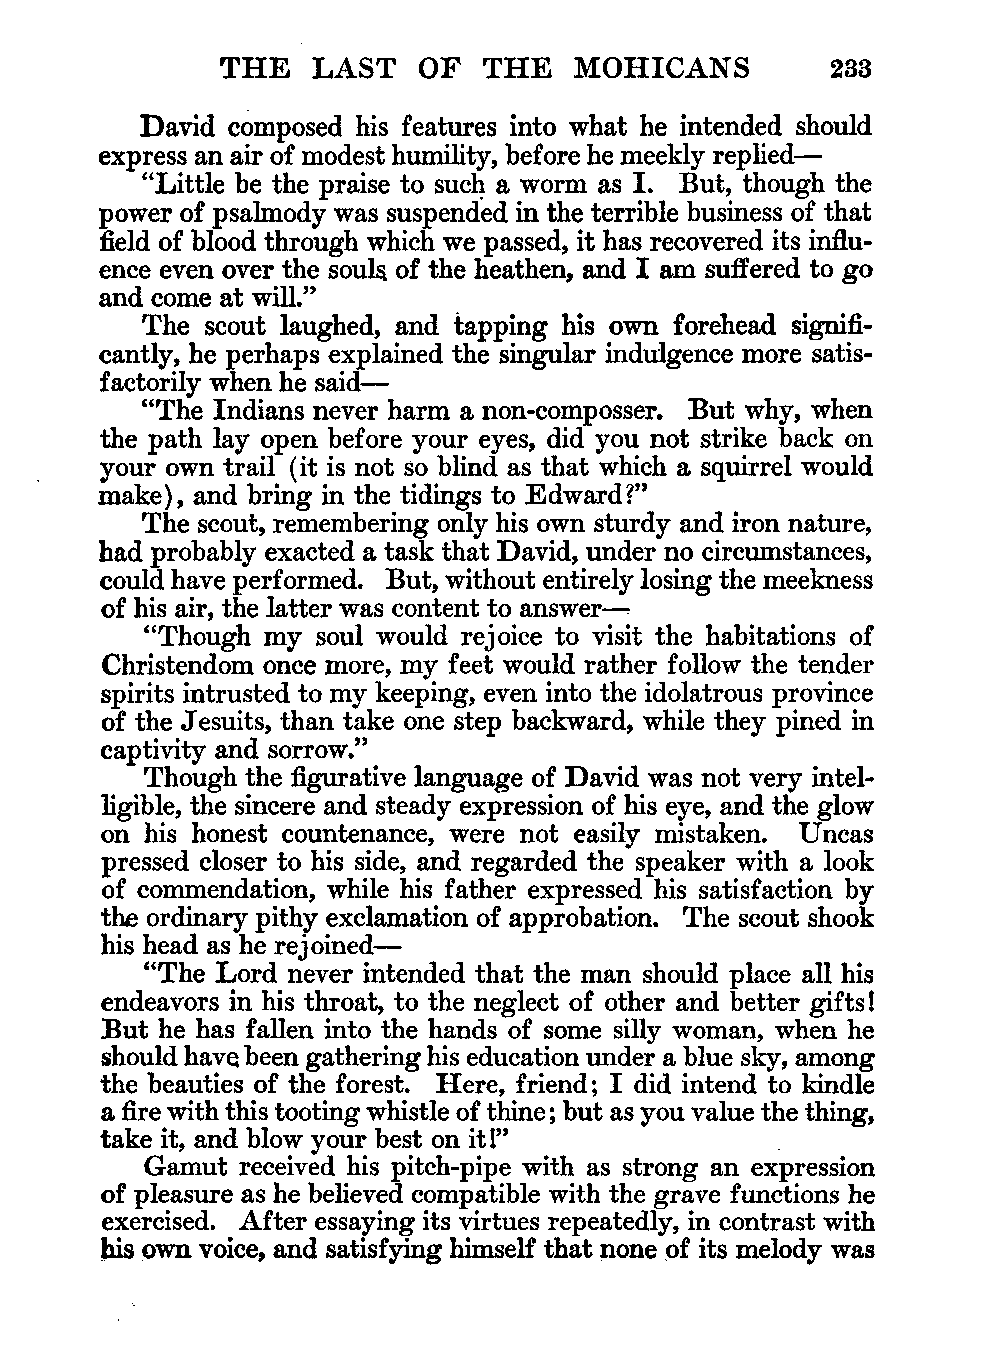 THE LAST OF THE MOHICANS 233
David composed his features into what he intended should
express an air of modest humility, before he meekly replied—
“Little be the praise to such a worm as I. But, though the
power of psalmody was suspended in the terrible business of that
field of blood through which we passed, it has recovered its influ-
ence even over the souls of the heathen, and I am suffered to go
and come at will.”
The scout laughed, and tapping his own forehead signifi-
cantly, he perhaps explained the singular indulgence more satis-
factorily when he said—
“The Indians never harm a non-composser. But why, when
the path lay open before your eyes, did you not strike back on
your own trail (it is not so blind as that which a squirrel would
make), and bring in the tidings to Edward?”
The scout, remembering only his own sturdy and iron nature,
had probably exacted a task that David, under no circumstances,
could have performed. But, without entirely losing the meekness
of his air, the latter was content to answer—
“Though my soul would rejoice to visit the habitations of
Christendom once more, my feet would rather follow the tender
spirits intrusted to my keeping, even into the idolatrous province
of the Jesuits, than take one step backward, while they pined in
captivity and sorrow.”
Though the figurative language of David was not very intel-
ligible, the sincere and steady expression of his eye, and the glow
on his honest countenance, were not easily mistaken. Uncas
pressed closer to his side, and regarded the speaker with a look
of commendation, while his father expressed his satisfaction by
the ordinary pithy exclamation of approbation. The scout shook
his head as he rejoined—
“The Lord never intended that the man should place all his
endeavors in his throat, to the neglect of other and better gifts!
But he has fallen into the hands of some silly woman, when he
should have been gathering his education under a blue sky, among
the beauties of the forest. Here, friend; I did intend to kindle
a fire with this tooting whistle of thine; but as you value the thing,
take it, and blow your best on it!”
Gamut received his pitch-pipe with as strong an expression
of pleasure as he believed compatible with the grave functions he
exercised. After essaying its virtues repeatedly, in contrast with
his own voice, and satisfying himself that none of its melody was